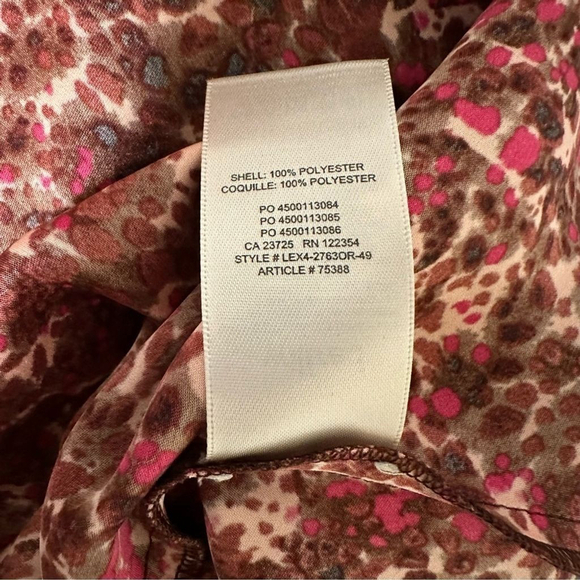 SHELL: 100% POLYESTER
COQUILLE: 100% POLYESTER
PO 4500113084
PO 4500113085
PO 4500113086
CA 23725 RN 122354
STYLE # LEX4-2763OR-49
ARTICLE # 75388